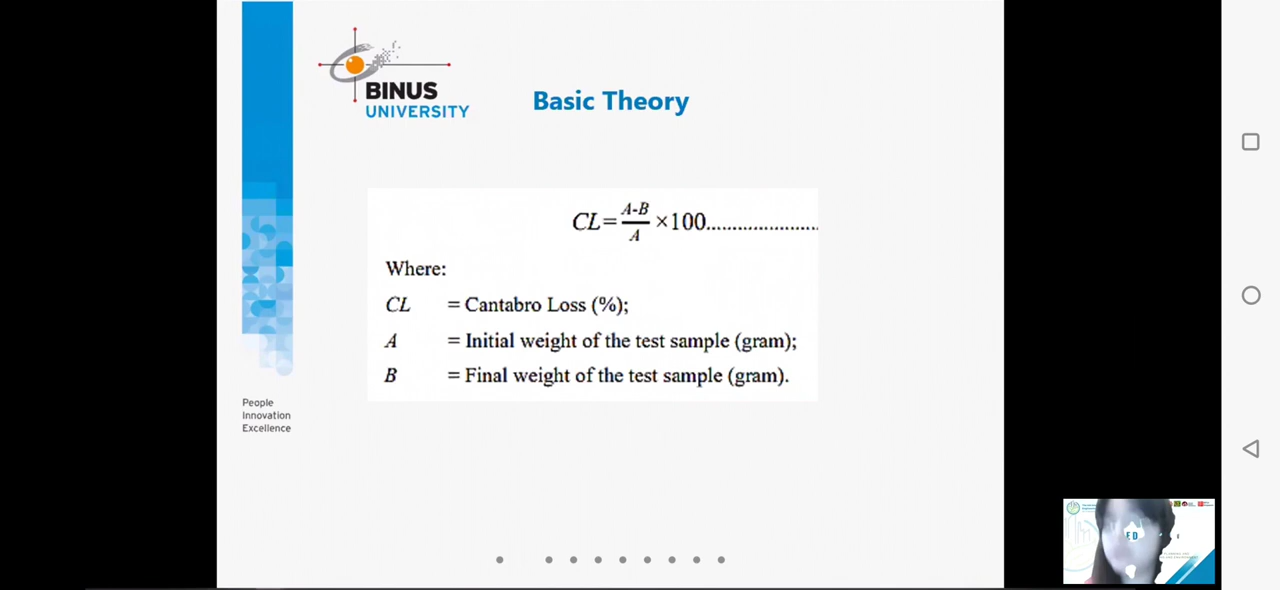 BINUS
UNIVERSITY
Basic Theory
CL=A-B/A ×100......................
Where:
CL = Cantabro Loss (%);
A = Initial weight of the test sample (gram);
B = Final weight of the test sample (gram).
People
Innovation
Excellence
ED